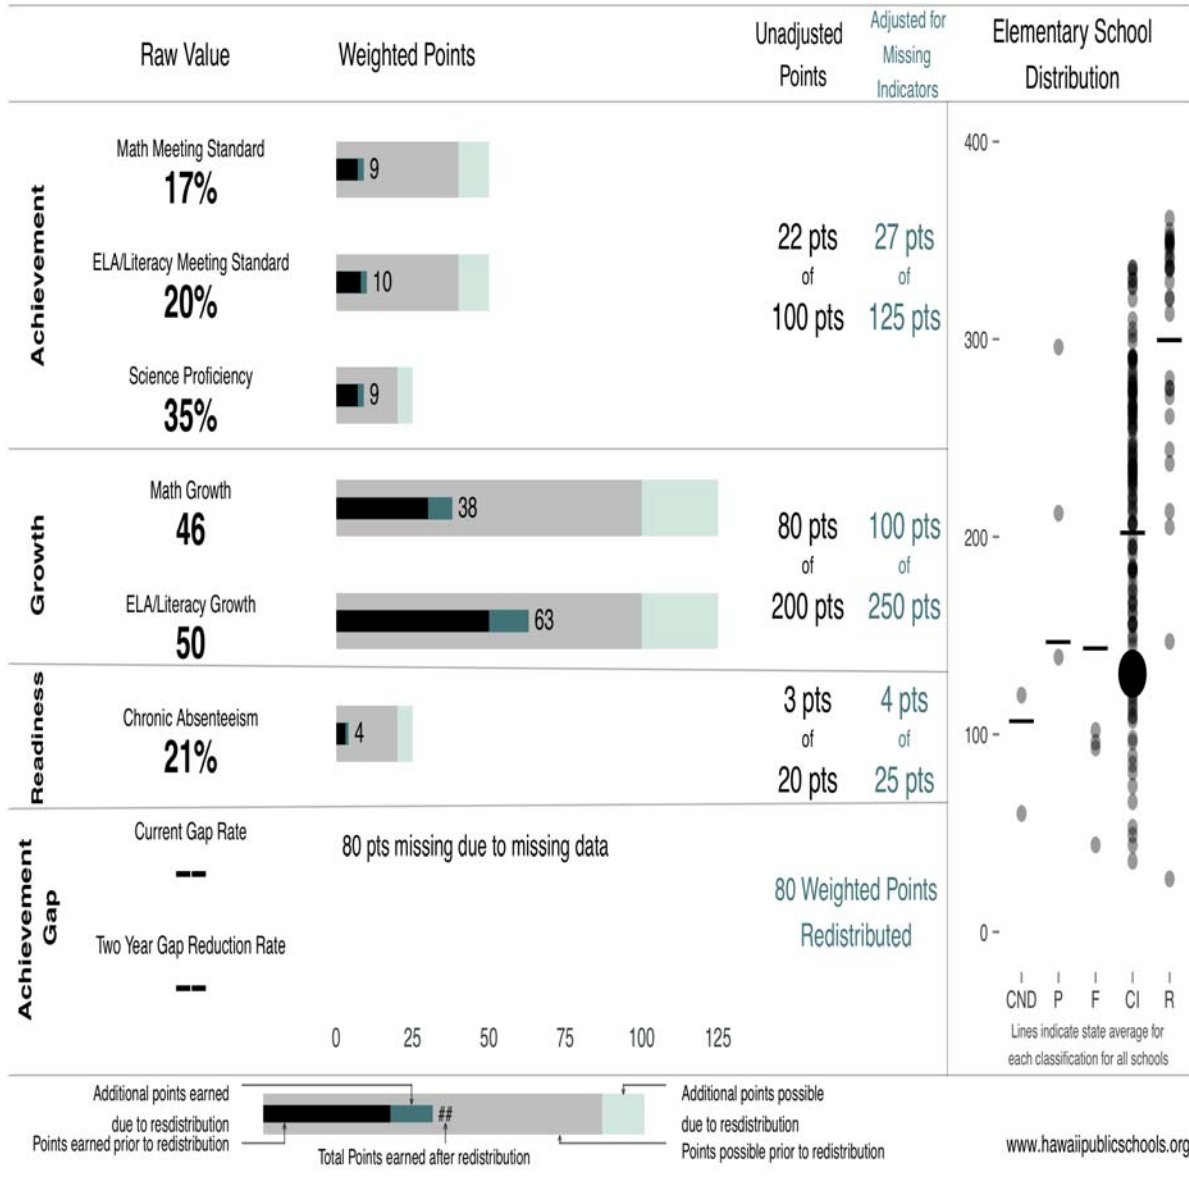 Raw Value
Weighted Points
Unadjusted
Points
Adjusted for
Missing
Indicators
Elementary School
Distribution
Achievement
Math Meeting Standard
17%
9
ELA/Literacy Meeting Standard
20%
10
Science Proficiency
35%
9
22 pts
of
100 pts
27 pts
of
125 pts
Growth
Math Growth
46
38
ELA/Literacy Growth
50
63
80 pts
of
200 pts
100 pts
of
250 pts
Readiness
Chronic Absenteeism
21%
4
3 pts
of
20 pts
4 pts
of
25 pts
Achievement
Gap
Current Gap Rate
--
80 pts missing due to missing data
Two Year Gap Reduction Rate
--
80 Weighted Points
Redistributed
0 25 50 75 100 125
400
300
200
100
0
CND P F CI R
Lines indicate state average for
each classification for all schools
Additional points earned
due to resdistribution
Points earned prior to redistribution
##
Total Points earned after redistribution
Additional points possible
due to resdistribution
Points possible prior to redistribution
www.hawaiipublicschools.org